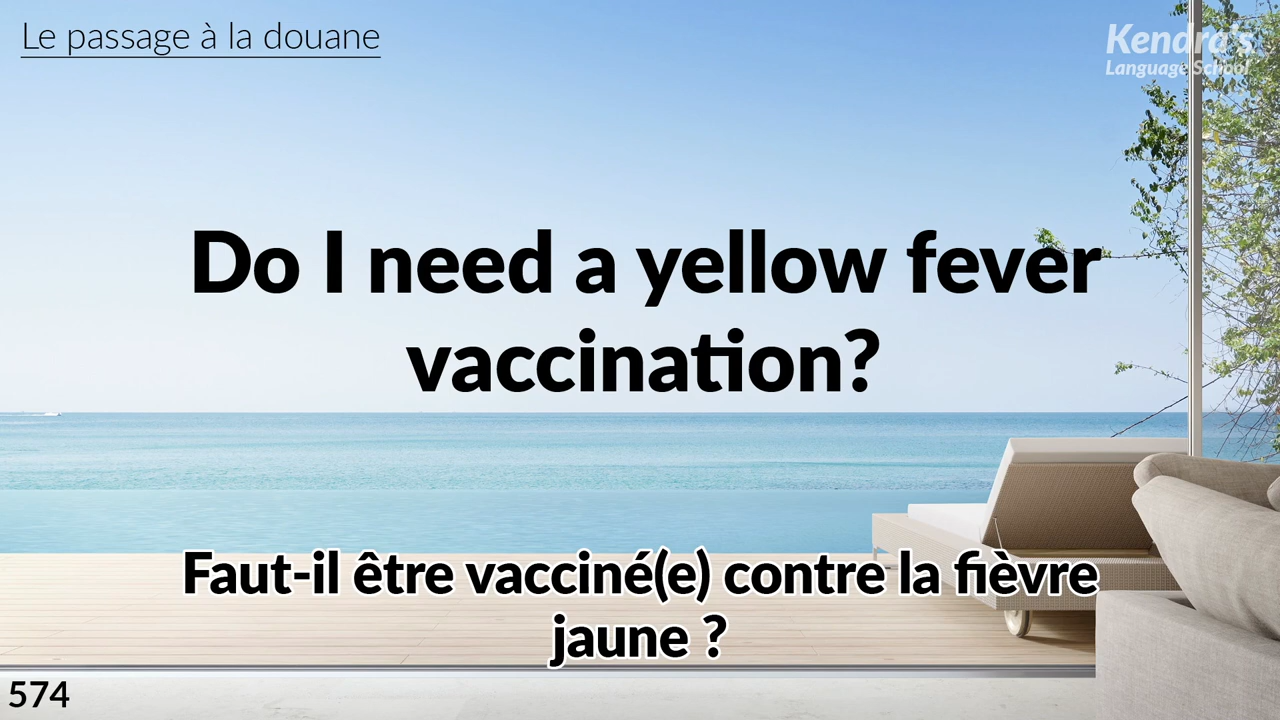 Le passage à la douane
Kendra's
Language School
Do I need a yellow fever
vaccination?
Faut-il être vacciné(e) contre la fièvre
jaune ?
574